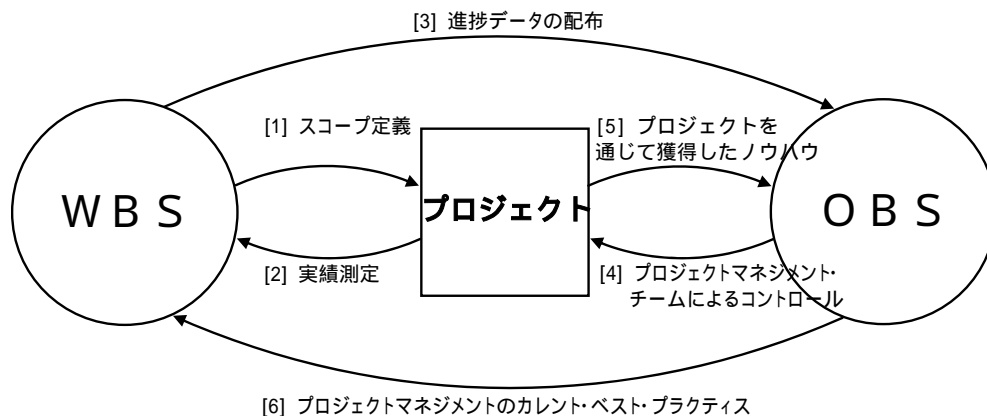 [3] 進捗データの配布
[1] スコープ定義
[5] プロジェクトを
通じて獲得したノウハウ
WBS
プロジェクト
OBS
[2] 実績測定
[4] プロジェクトマネジメント・
チームによるコントロール
[6] プロジェクトマネジメントのカレント・ベスト・プラクティス